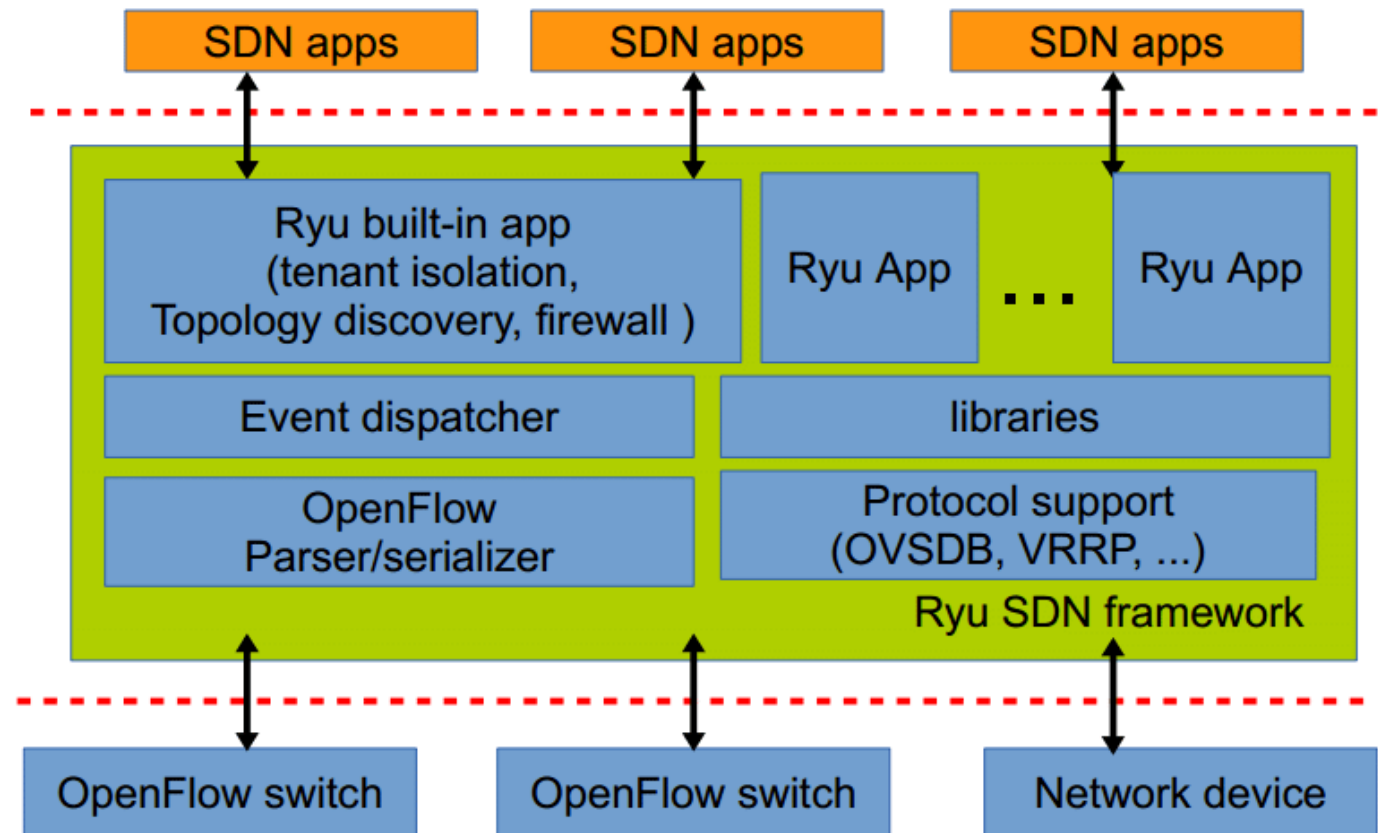 SDN apps
SDN apps
SDN apps
Ryu built-in app
(tenant isolation,
Topology discovery, firewall )
Ryu App
...
Ryu App
Event dispatcher
libraries
OpenFlow
Parser/serializer
Protocol support
(OVSDB, VRRP, ...)
Ryu SDN framework
OpenFlow switch
OpenFlow switch
Network device